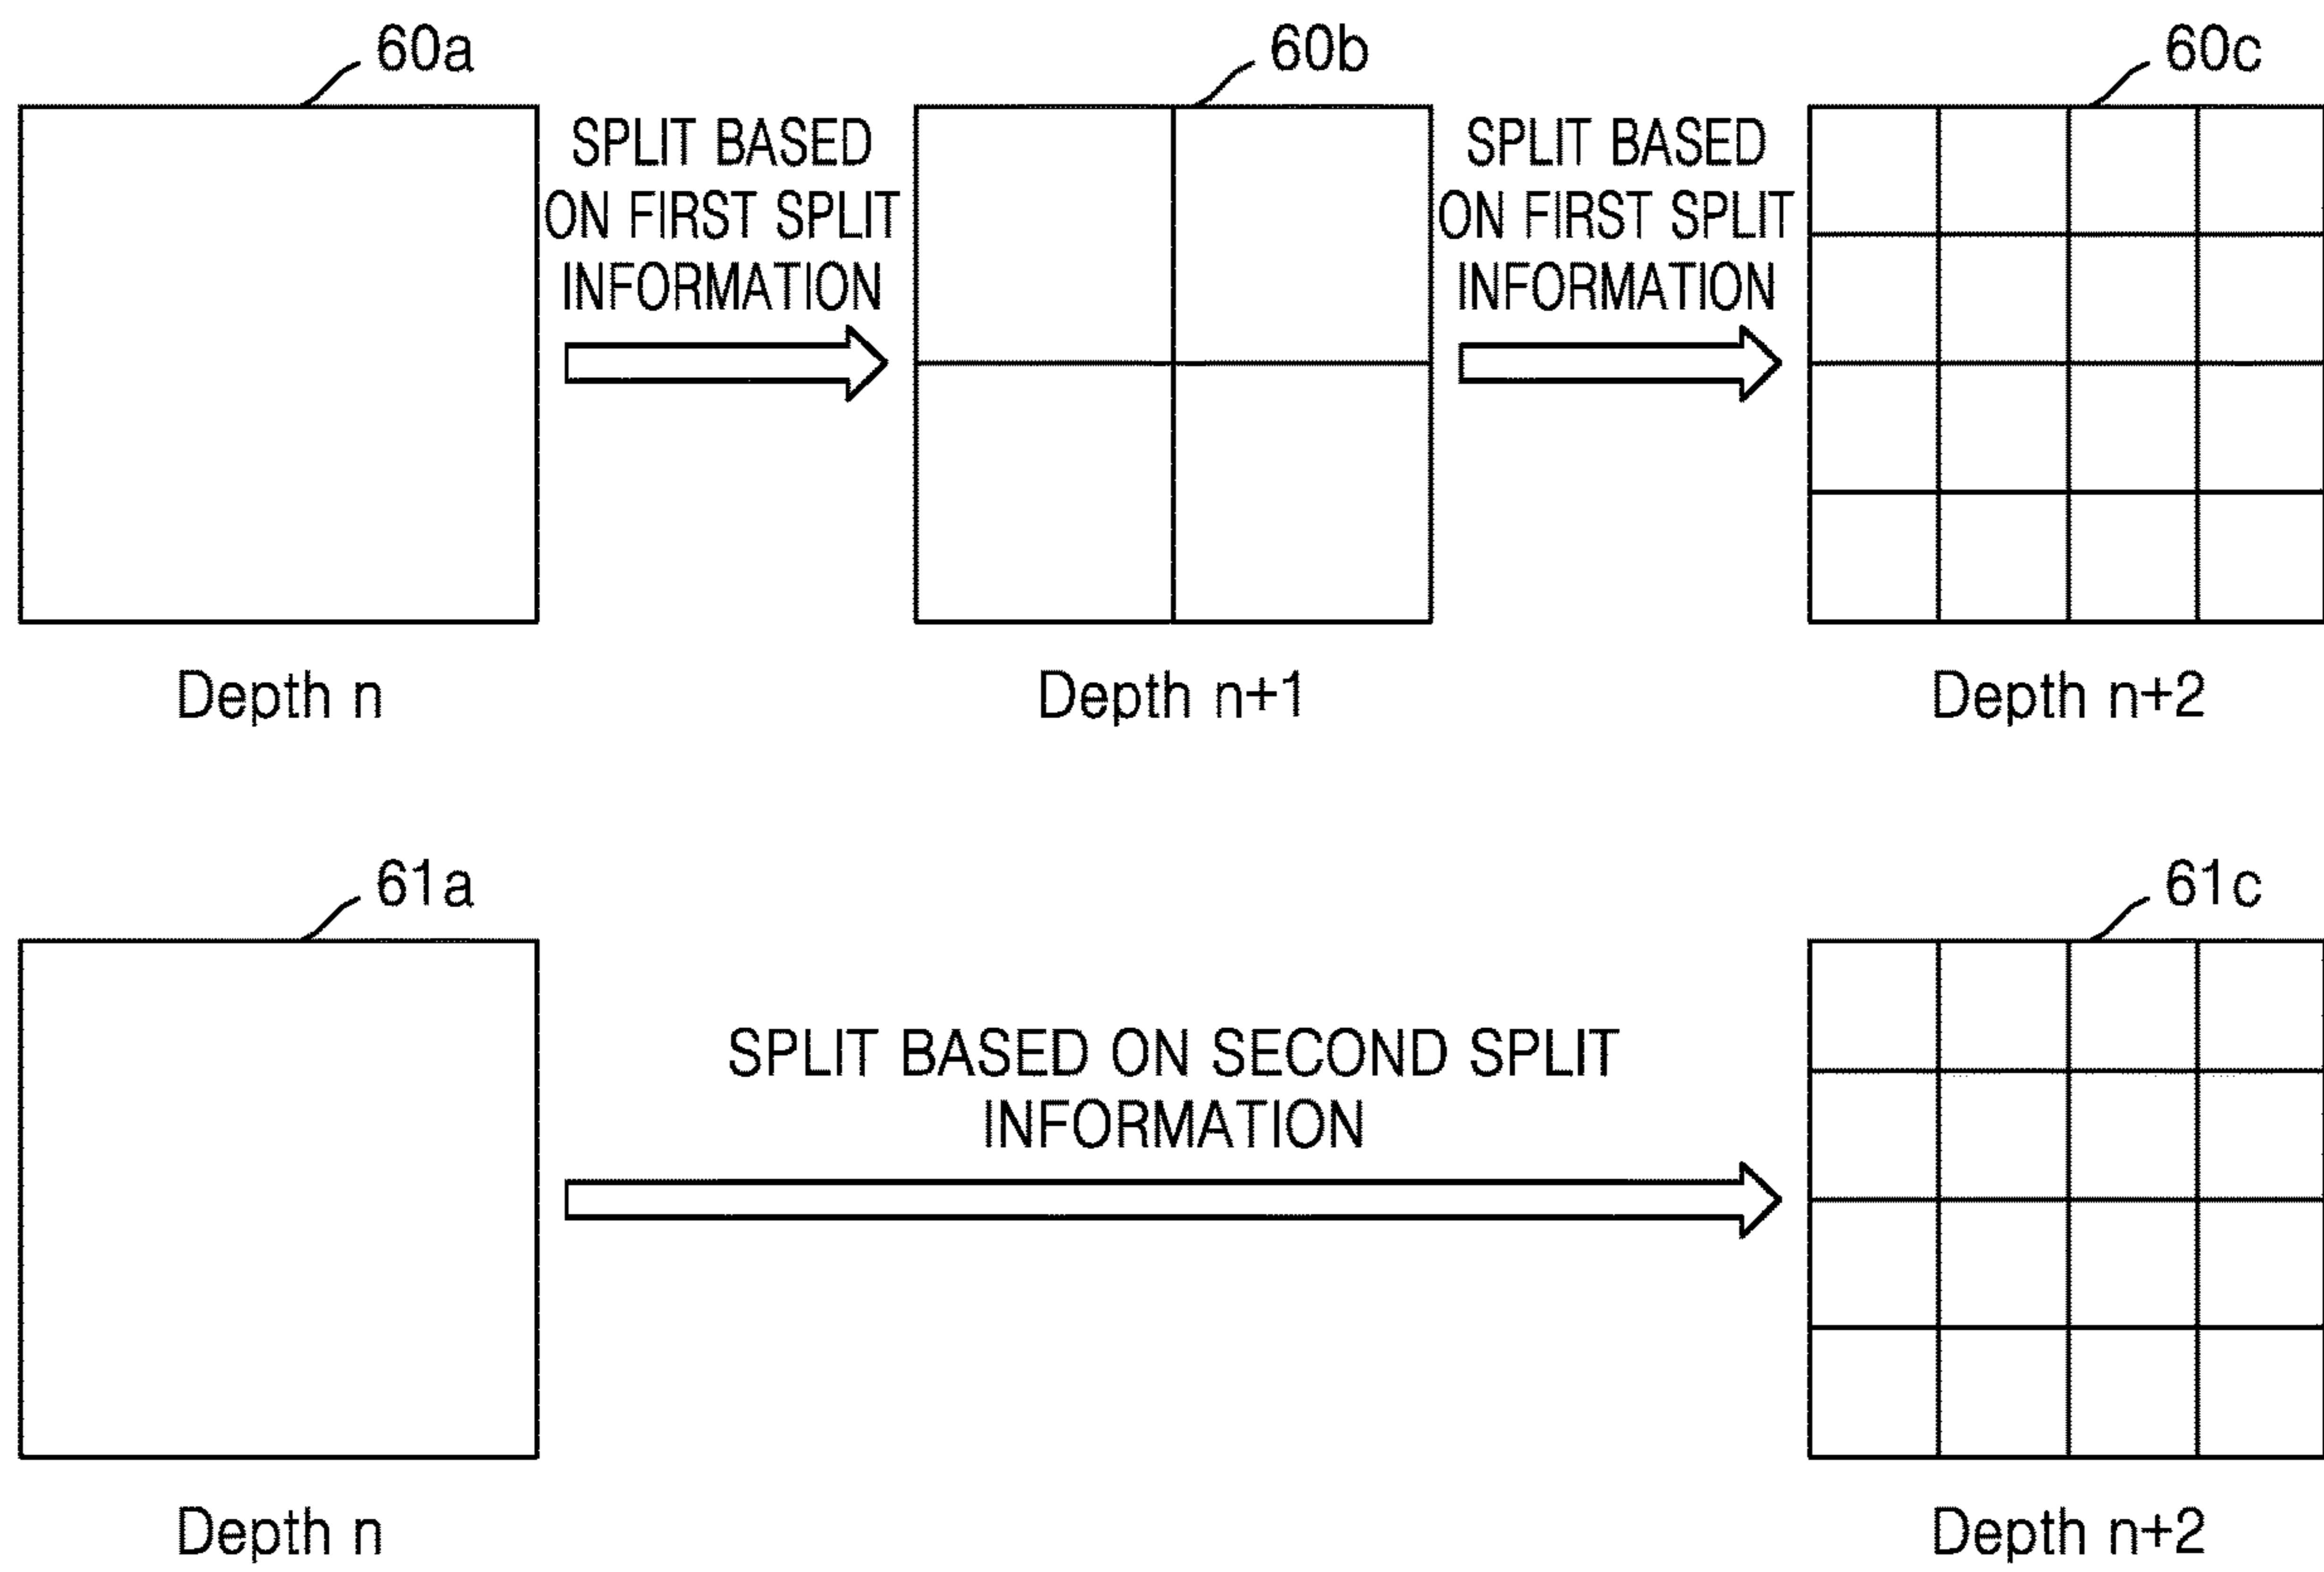 60a
60b
60c
SPLIT BASED
ON FIRST SPLIT
INFORMATION
SPLIT BASED
ON FIRST SPLIT
INFORMATION
Depth n
Depth n+1
Depth n+2
61a
61c
SPLIT BASED ON SECOND SPLIT
INFORMATION
Depth n
Depth n+2